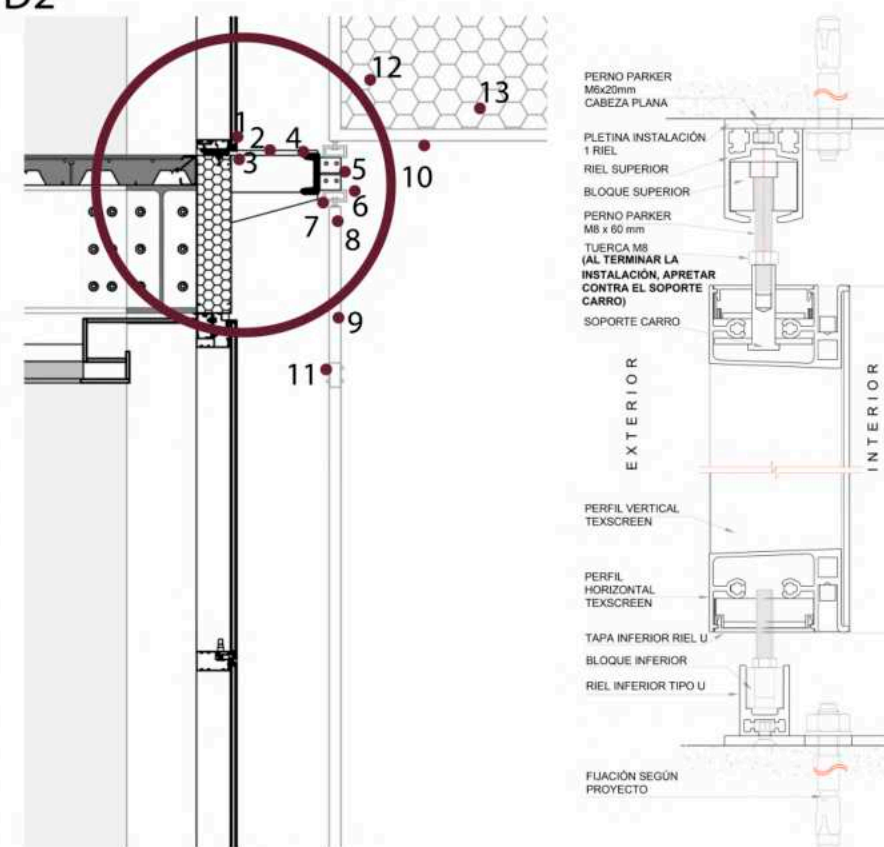 D2
1
2
3
4
5
6
7
8
9
10
11
12
13
PERNO PARKER
M6x20mm
CABEZA PLANA
PLETINA INSTALACIÓN
1 RIEL
RIEL SUPERIOR
BLOQUE SUPERIOR
PERNO PARKER
M8 x 60 mm
TUERCA M8
(AL TERMINAR LA
INSTALACIÓN, APRETAR
CONTRA EL SOPORTE
CARRO)
SOPORTE CARRO
EXTERIOR
INTERIOR
PERFIL VERTICAL
TEXSCREEN
PERFIL
HORIZONTAL
TEXSCREEN
TAPA INFERIOR RIEL U
BLOQUE INFERIOR
RIEL INFERIOR TIPO U
FIJACIÓN SEGÚN
PROYECTO